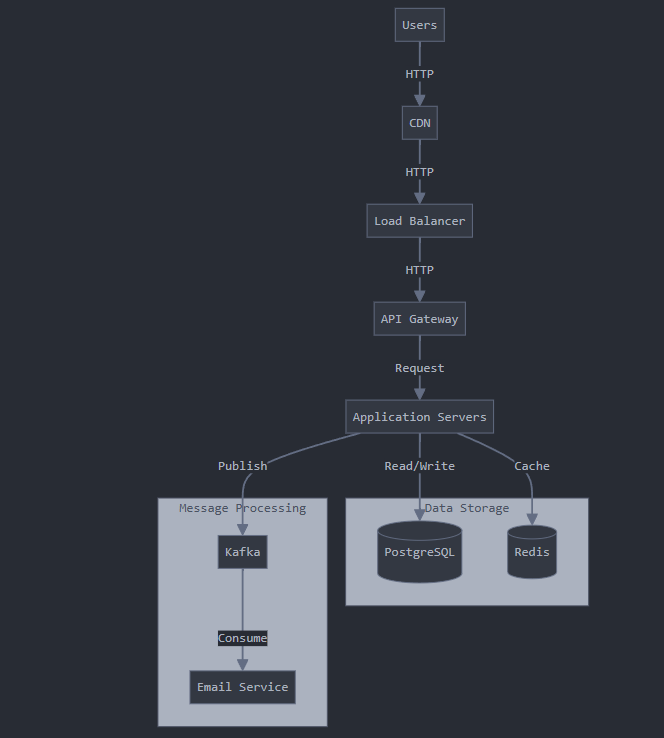 Users
HTTP
CDN
HTTP
Load Balancer
HTTP
API Gateway
Request
Application Servers
Publish
Read/Write
Cache
Message Processing
Data Storage
Kafka
PostgreSQL
Redis
Consume
Email Service